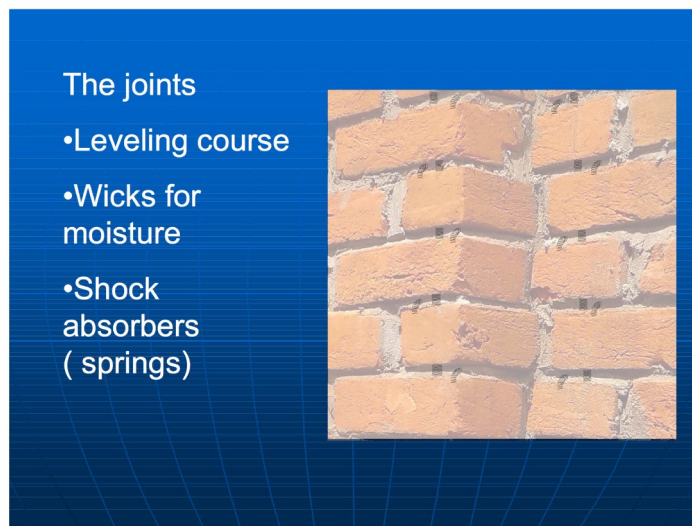 The joints
•Leveling course
•Wicks for
moisture
•Shock
absorbers
( springs)